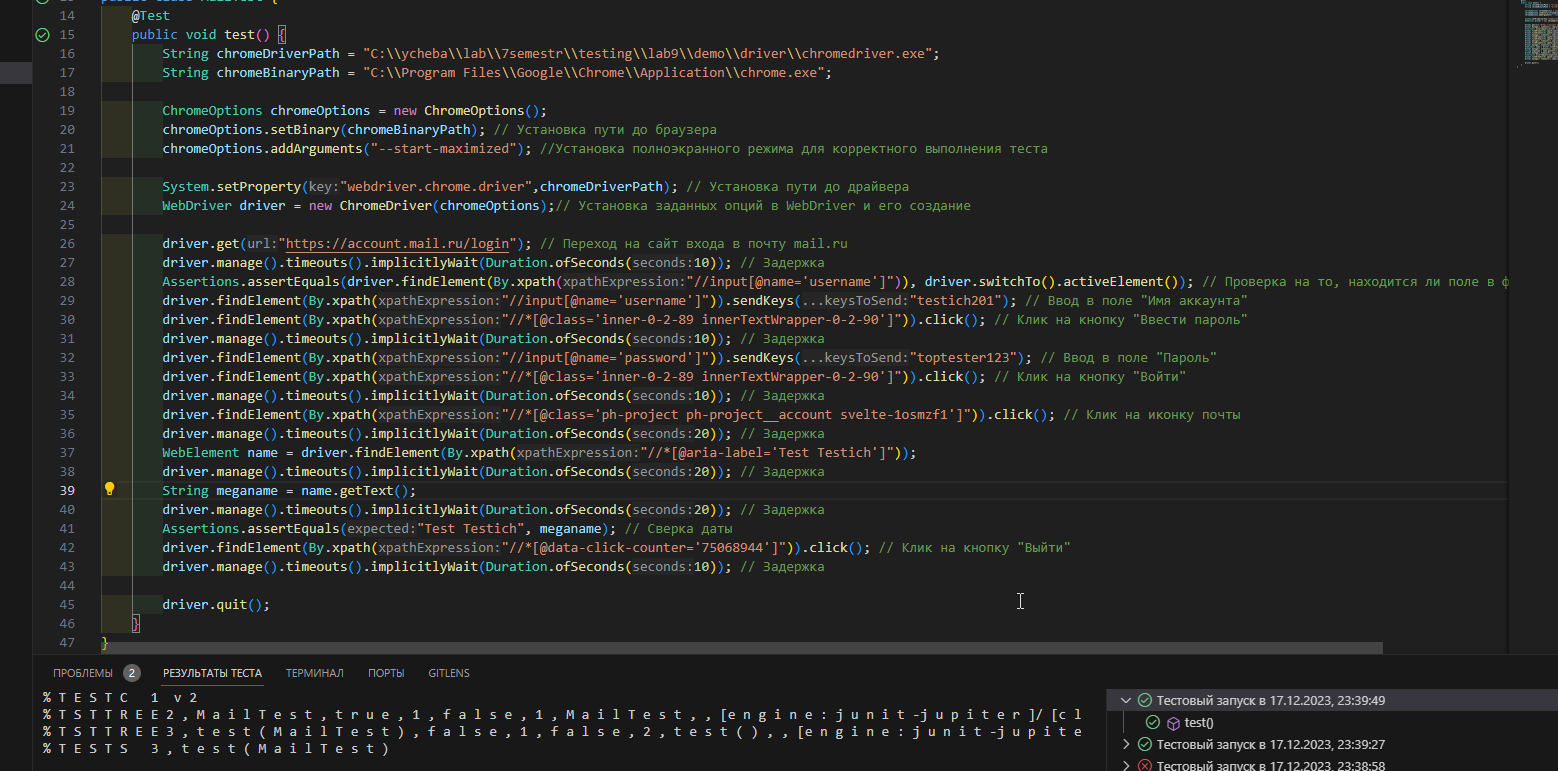 14 @Test
15 public void test() {
16 String chromeDriverPath = "C:\\ycheba\\lab\\7semestr\\testing\\lab9\\demo\\driver\\chromedriver.exe";
17 String chromeBinaryPath = "C:\\Program Files\\Google\\Chrome\\Application\\chrome.exe";
18
19 ChromeOptions chromeOptions = new ChromeOptions();
20 chromeOptions.setBinary(chromeBinaryPath); // Установка пути до браузера
21 chromeOptions.addArguments("--start-maximized"); //Установка полноэкранного режима для корректного выполнения теста
22
23 System.setProperty(key:"webdriver.chrome.driver",chromeDriverPath); // Установка пути до драйвера
24 WebDriver driver = new ChromeDriver(chromeOptions);// Установка заданных опций в WebDriver и его создание
25
26 driver.get(url:"https://account.mail.ru/login"); // Переход на сайт входа в почту mail.ru
27 driver.manage().timeouts().implicitlyWait(Duration.ofSeconds(seconds:10)); // Задержка
28 Assertions.assertEquals(driver.findElement(By.xpath(xpathExpression:"//input[@name='username']")), driver.switchTo().activeElement()); // Проверка на то, находится ли поле в ф
29 driver.findElement(By.xpath(xpathExpression:"//input[@name='username']")).sendKeys(...keysToSend:"testich201"); // Ввод в поле "Имя аккаунта"
30 driver.findElement(By.xpath(xpathExpression:"//*[@class='inner-0-2-89 innerTextWrapper-0-2-90']")).click(); // Клик на кнопку "Ввести пароль"
31 driver.manage().timeouts().implicitlyWait(Duration.ofSeconds(seconds:10)); // Задержка
32 driver.findElement(By.xpath(xpathExpression:"//input[@name='password']")).sendKeys(...keysToSend:"toptester123"); // Ввод в поле "Пароль"
33 driver.findElement(By.xpath(xpathExpression:"//*[@class='inner-0-2-89 innerTextWrapper-0-2-90']")).click(); // Клик на кнопку "Войти"
34 driver.manage().timeouts().implicitlyWait(Duration.ofSeconds(seconds:10)); // Задержка
35 driver.findElement(By.xpath(xpathExpression:"//*[@class='ph-project ph-project__account svelte-1osmzf1']")).click(); // Клик на иконку почты
36 driver.manage().timeouts().implicitlyWait(Duration.ofSeconds(seconds:20)); // Задержка
37 WebElement name = driver.findElement(By.xpath(xpathExpression:"//*[@aria-label='Test Testich']"));
38 driver.manage().timeouts().implicitlyWait(Duration.ofSeconds(seconds:20)); // Задержка
39 String meganame = name.getText();
40 driver.manage().timeouts().implicitlyWait(Duration.ofSeconds(seconds:20)); // Задержка
41 Assertions.assertEquals(expected:"Test Testich", meganame); // Сверка даты
42 driver.findElement(By.xpath(xpathExpression:"//*[@data-click-counter='75068944']")).click(); // Клик на кнопку "Выйти"
43 driver.manage().timeouts().implicitlyWait(Duration.ofSeconds(seconds:10)); // Задержка
44
45 driver.quit();
46 }
47 }
ПРОБЛЕМЫ 2 РЕЗУЛЬТАТЫ ТЕСТА ТЕРМИНАЛ ПОРТЫ GITLENS
%TESTC 1 v2
%TSTTREE2,MailTest,true,1,false,1,MailTest,,[engine:junit-jupiter]/[cl
%TSTTREE3,test(MailTest),false,1,false,2,test(),,[engine:junit-jupite
%TESTS 3,test(MailTest)
Тестовый запуск в 17.12.2023, 23:39:49
test()
Тестовый запуск в 17.12.2023, 23:39:27
Тестовый запуск в 17.12.2023, 23:38:58